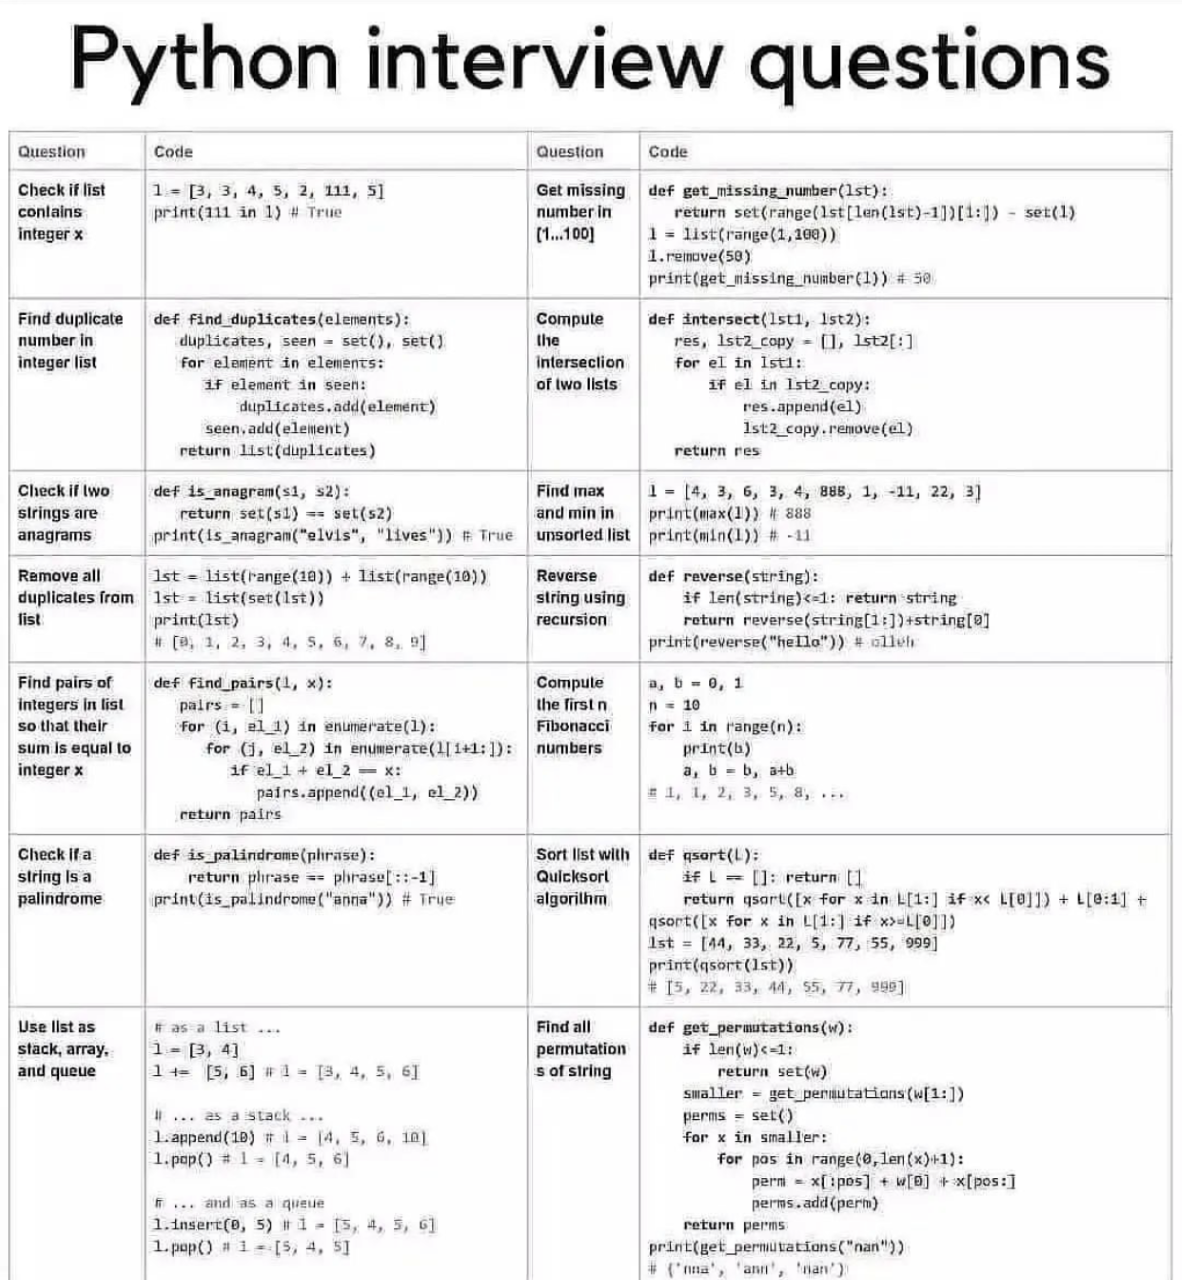 Python interview questions
Question
Code
Question
Code
Check if list
contains
integer x
l = [3, 3, 4, 5, 2, 111, 5]
print(111 in l) # True
Get missing
number in
[1...100]
def get_missing_number(lst):
    return set(range(lst[len(lst)-1])[1:]) - set(l)
l = list(range(1,100))
l.remove(50)
print(get_missing_number(l)) # 50
Find duplicate
number in
integer list
def find_duplicates(elements):
    duplicates, seen = set(), set()
    for element in elements:
        if element in seen:
            duplicates.add(element)
        seen.add(element)
    return list(duplicates)
Compute
the
intersection
of two lists
def intersect(lst1, lst2):
    res, lst2_copy = [], lst2[:]
    for el in lst1:
        if el in lst2_copy:
            res.append(el)
            lst2_copy.remove(el)
    return res
Check if two
strings are
anagrams
def is_anagram(s1, s2):
    return set(s1) == set(s2)
print(is_anagram("elvis", "lives")) # True
Find max
and min in
unsorted list
l = [4, 3, 6, 3, 4, 888, 1, -11, 22, 3]
print(max(l)) # 888
print(min(l)) # -11
Remove all
duplicates from
list
lst = list(range(10)) + list(range(10))
lst = list(set(lst))
print(lst)
# [0, 1, 2, 3, 4, 5, 6, 7, 8, 9]
Reverse
string using
recursion
def reverse(string):
    if len(string)<=1: return string
    return reverse(string[1:])+string[0]
print(reverse("hello")) # olleh
Find pairs of
integers in list
so that their
sum is equal to
integer x
def find_pairs(l, x):
    pairs = []
    for (i, el_1) in enumerate(l):
        for (j, el_2) in enumerate(l[i+1:]):
            if el_1 + el_2 == x:
                pairs.append((el_1, el_2))
    return pairs
Compute
the first n
Fibonacci
numbers
a, b = 0, 1
n = 10
for i in range(n):
    print(b)
    a, b = b, a+b
# 1, 1, 2, 3, 5, 8, ...
Check if a
string is a
palindrome
def is_palindrome(phrase):
    return phrase == phrase[::-1]
print(is_palindrome("anna")) # True
Sort list with
Quicksort
algorithm
def qsort(L):
    if L == []: return []
    return qsort([x for x in L[1:] if x< L[0]]) + L[0:1] +
qsort([x for x in L[1:] if x>=L[0]])
lst = [44, 33, 22, 5, 77, 55, 999]
print(qsort(lst))
# [5, 22, 33, 44, 55, 77, 999]
Use list as
stack, array,
and queue
# as a list ...
l = [3, 4]
l += [5, 6] # l = [3, 4, 5, 6]
# ... as a stack ...
l.append(10) # l = [4, 5, 6, 10]
l.pop() # l = [4, 5, 6]
# ... and as a queue
l.insert(0, 5) # l = [5, 4, 5, 6]
l.pop() # l = [5, 4, 5]
Find all
permutation
s of string
def get_permutations(w):
    if len(w)<=1:
        return set(w)
    smaller = get_permutations(w[1:])
    perms = set()
    for x in smaller:
        for pos in range(0,len(x)+1):
            perm = x[:pos] + w[0] + x[pos:]
            perms.add(perm)
    return perms
print(get_permutations("nan"))
# {'nna', 'ann', 'nan'}